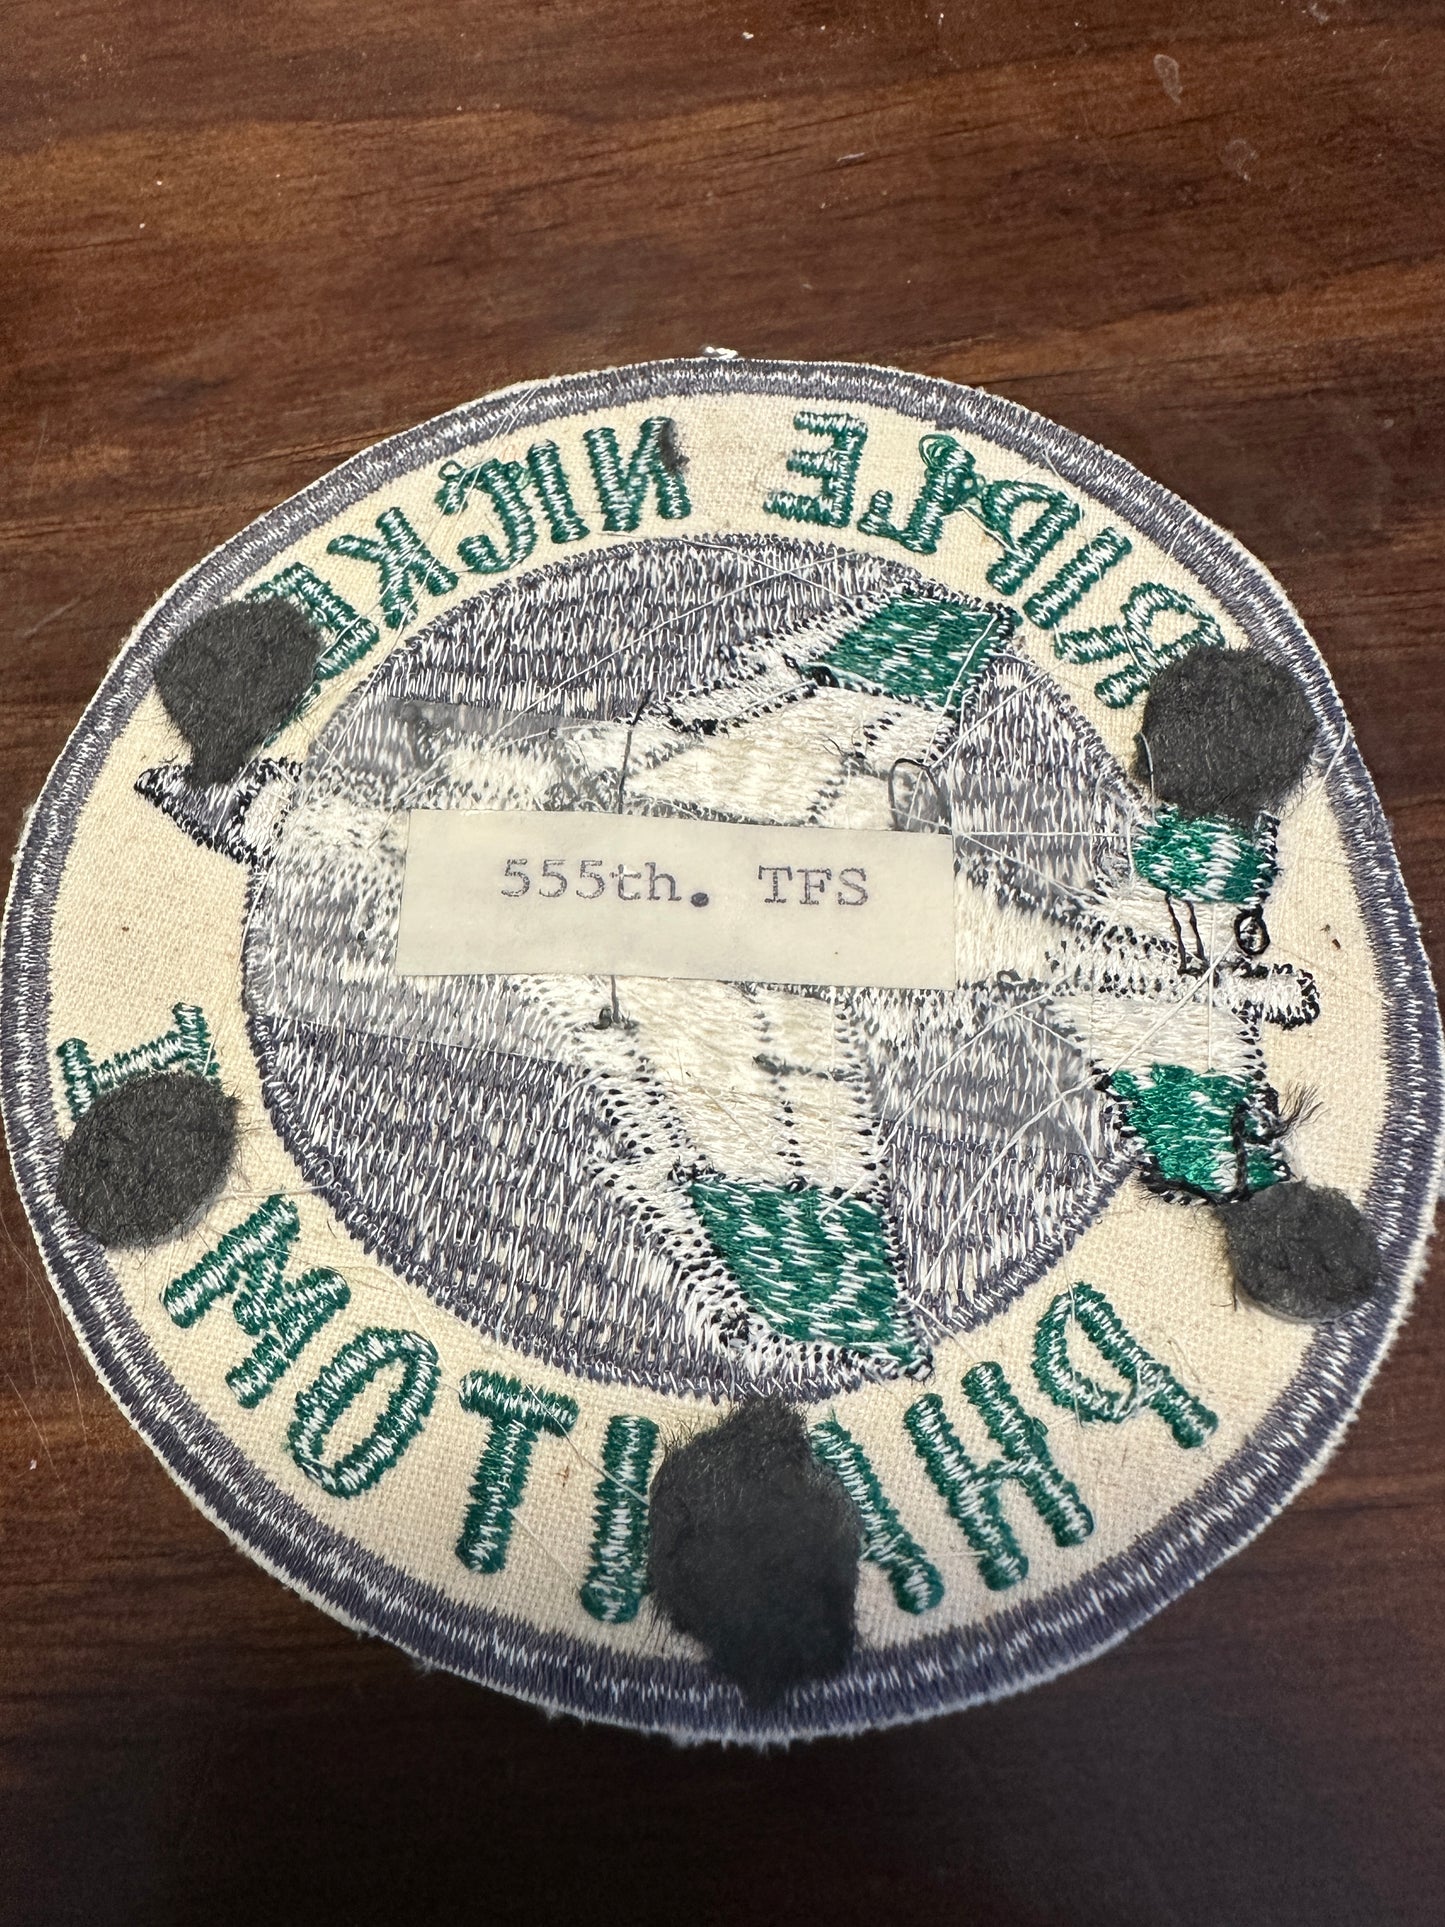 RIPLE NICKE
555th. TFS
PHANTOM